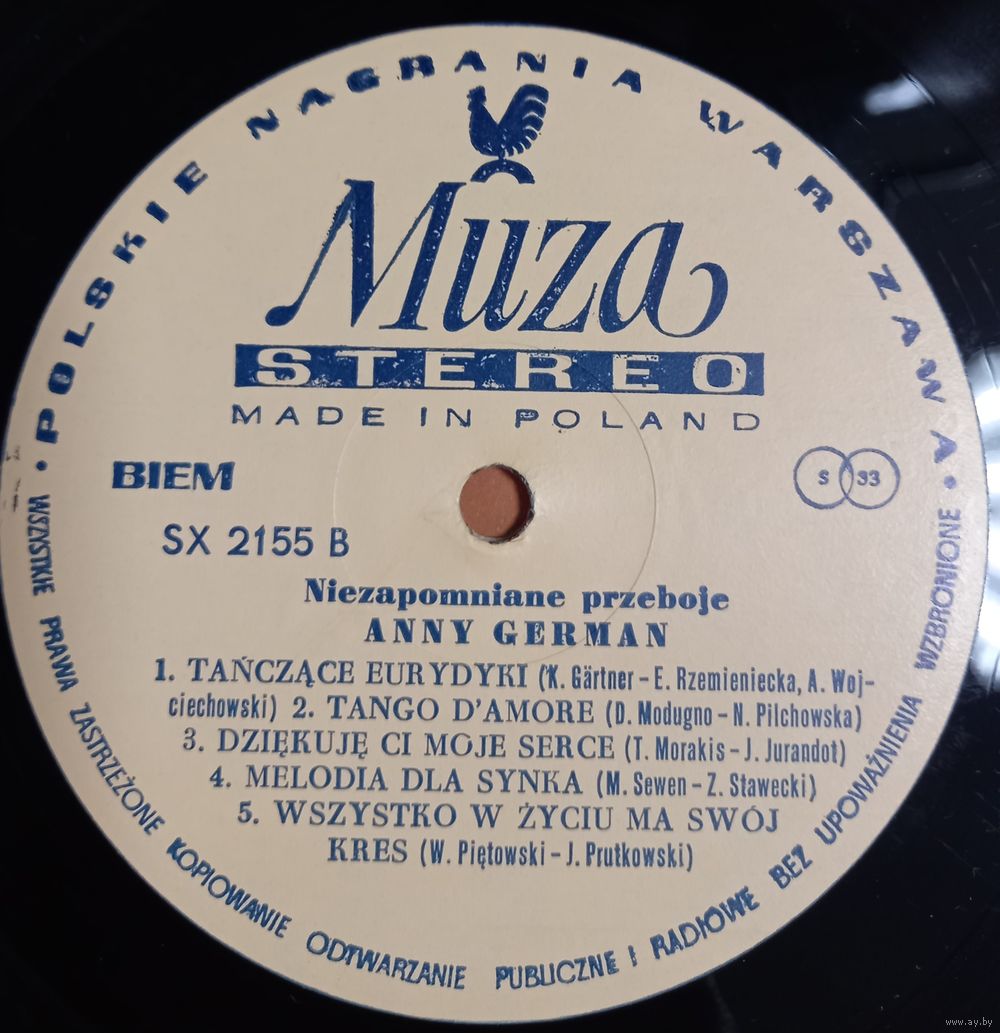 • POLSKIE NAGRANIA WARSZAWA •
Muza
STEREO
MADE IN POLAND
BIEM
S 33
SX 2155 B
Niezapomniane przeboje
ANNY GERMAN
1. TAŃCZĄCE EURYDYKI (K. Gärtner – E. Rzemieniecka, A. Woj-
ciechowski) 2. TANGO D'AMORE (D. Modugno – N. Pilchowska)
3. DZIĘKUJĘ CI MOJE SERCE (T. Morakis – J. Jurandot)
4. MELODIA DLA SYNKA (M. Sewen – Z. Stawecki)
5. WSZYSTKO W ŻYCIU MA SWÓJ
KRES (W. Piętowski – J. Prutkowski)
WSZYSTKIE PRAWA ZASTRZEŻONE KOPIOWANIE ODTWARZANIE PUBLICZNE I RADIOWE BEZ UPOWAŻNIENIA WZBRONIONE
www.ay.by